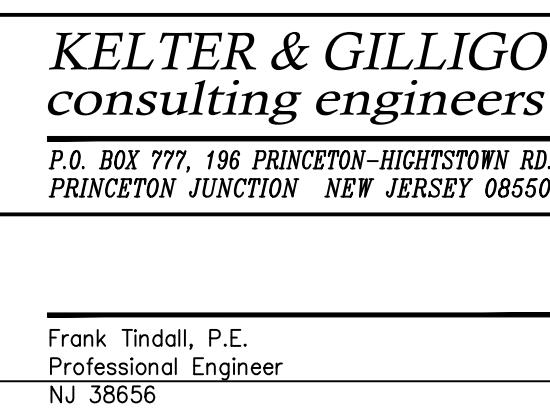 KELTER & GILLIGO
consulting engineers
P.O. BOX 777, 196 PRINCETON-HIGHTSTOWN RD.
PRINCETON JUNCTION NEW JERSEY 08550
Frank Tindall, P.E.
Professional Engineer
NJ 38656